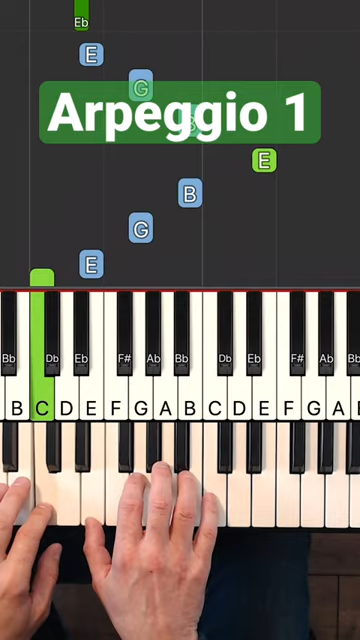 Eb
E
G
Arpeggio 1
B
E
B
G
E
Bb Db Eb F# Ab Bb Db Eb F# Ab Bb
B C D E F G A B C D E F G A B